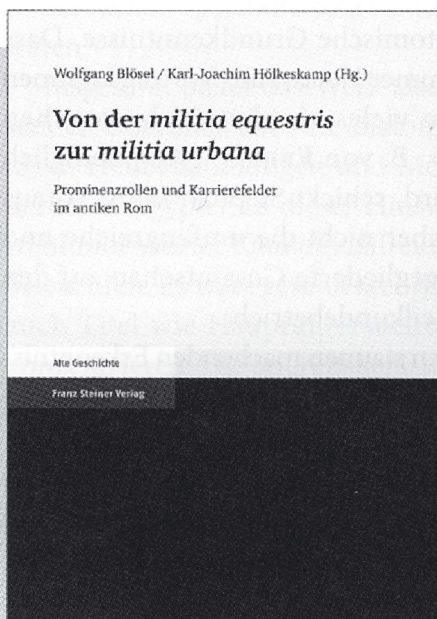 Wolfgang Blösel / Karl-Joachim Hölkeskamp (Hg.)
Von der militia equestris
zur militia urbana
Prominenzrollen und Karrierefelder
im antiken Rom
Alte Geschichte
Franz Steiner Verlag